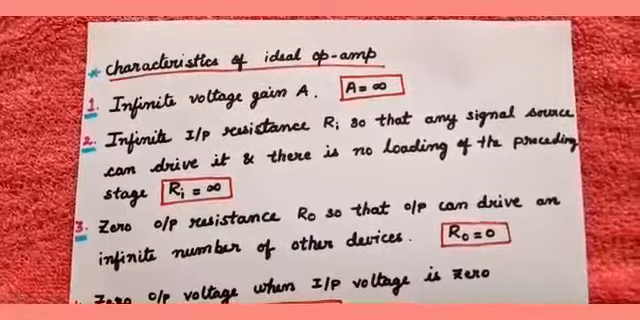 * Characteristics of ideal op-amp
1. Infinite voltage gain A. A = ∞
2. Infinite I/p resistance Ri so that any signal source
can drive it & there is no loading of the preceding
stage Ri = ∞
3. Zero o/p resistance Ro so that o/p can drive an
infinite number of other devices. Ro = 0
Zero o/p voltage when I/p voltage is zero